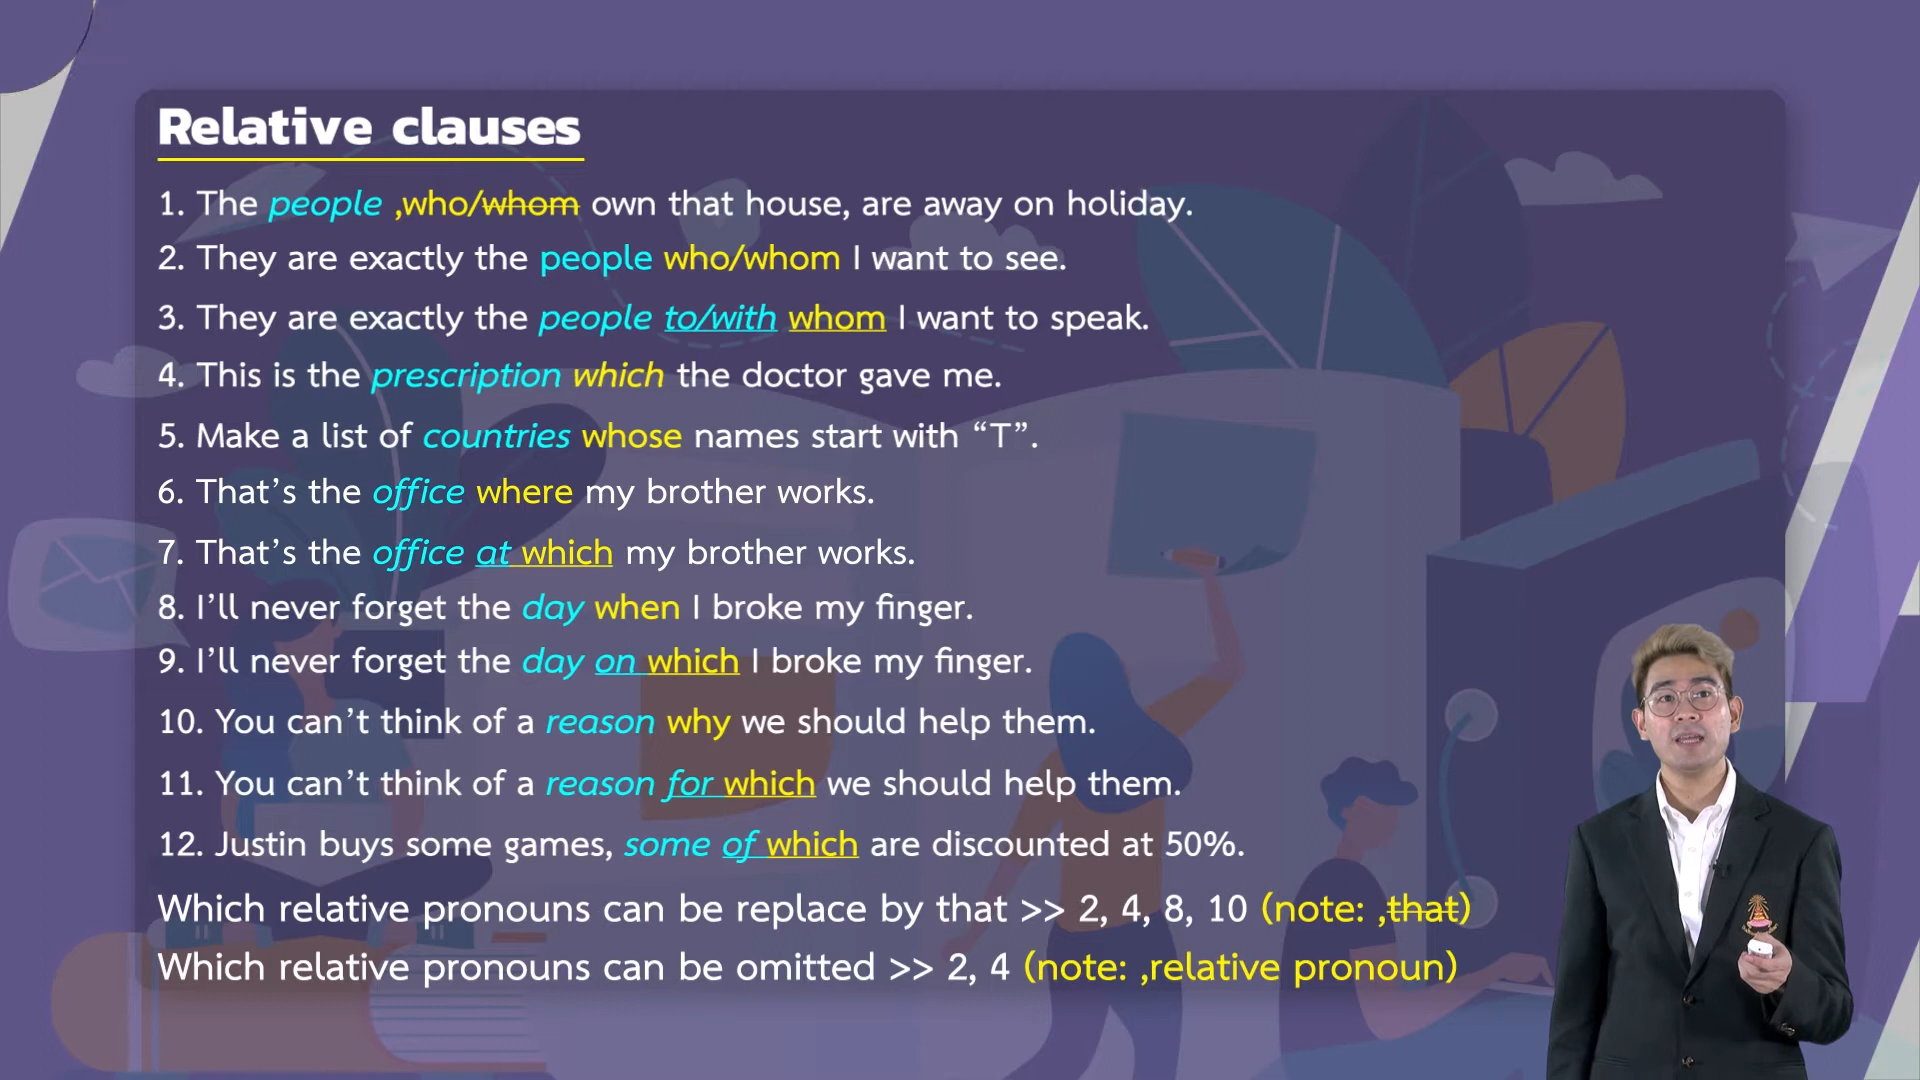 Relative clauses
1. The people ,who/whom own that house, are away on holiday.
2. They are exactly the people who/whom I want to see.
3. They are exactly the people to/with whom I want to speak.
4. This is the prescription which the doctor gave me.
5. Make a list of countries whose names start with “T”.
6. That’s the office where my brother works.
7. That’s the office at which my brother works.
8. I’ll never forget the day when I broke my finger.
9. I’ll never forget the day on which I broke my finger.
10. You can’t think of a reason why we should help them.
11. You can’t think of a reason for which we should help them.
12. Justin buys some games, some of which are discounted at 50%.
Which relative pronouns can be replace by that >> 2, 4, 8, 10 (note: ,that)
Which relative pronouns can be omitted >> 2, 4 (note: ,relative pronoun)